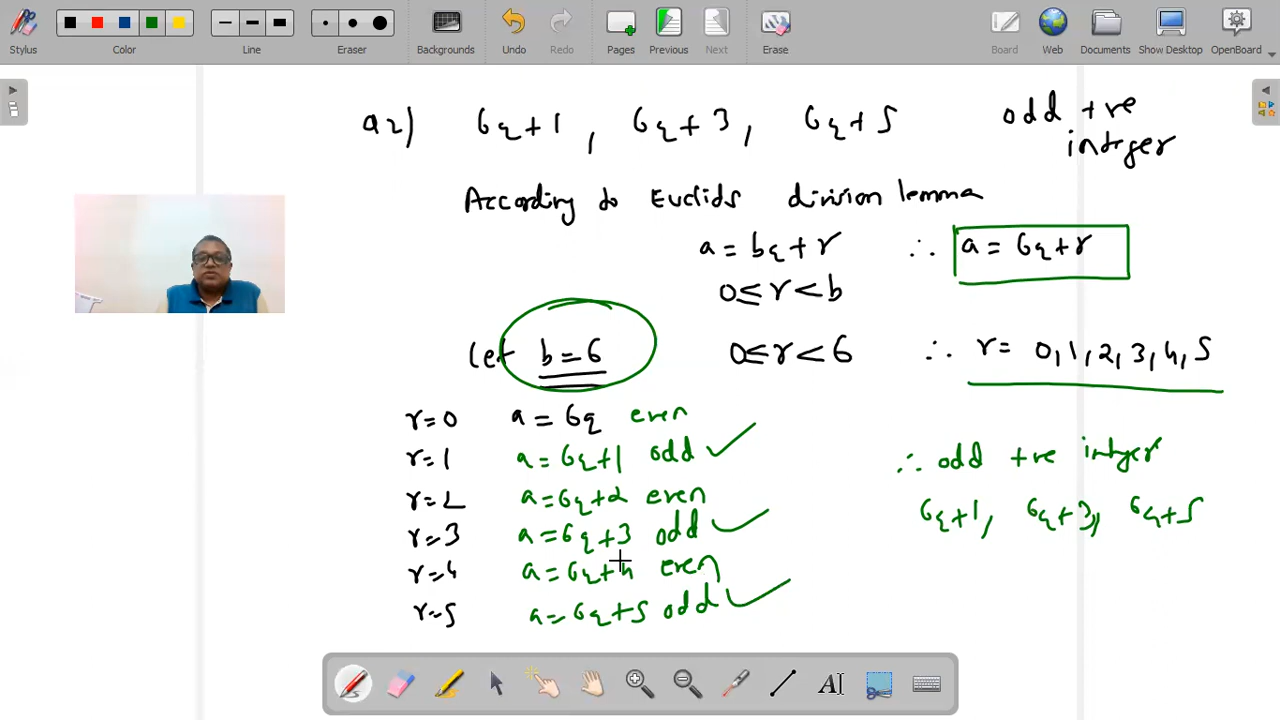 Stylus Color Line Eraser Backgrounds Undo Redo Pages Previous Next Erase Board Web Documents Show Desktop OpenBoard
Q2) 6q+1, 6q+3, 6q+5 odd +ve
integer
According to Euclids division lemma
a = bq+r ∴ a = 6q+r
0≤ r < b
let b=6 0≤r<6 ∴ r= 0,1,2,3,4,5
r=0 a=6q even
r=1 a=6q+1 odd ✓
r=2 a=6q+2 even
r=3 a=6q+3 odd ✓
r=4 a=6q+4 even
r=5 a=6q+5 odd ✓
∴ odd +ve integer
6q+1, 6q+3, 6q+5
AI